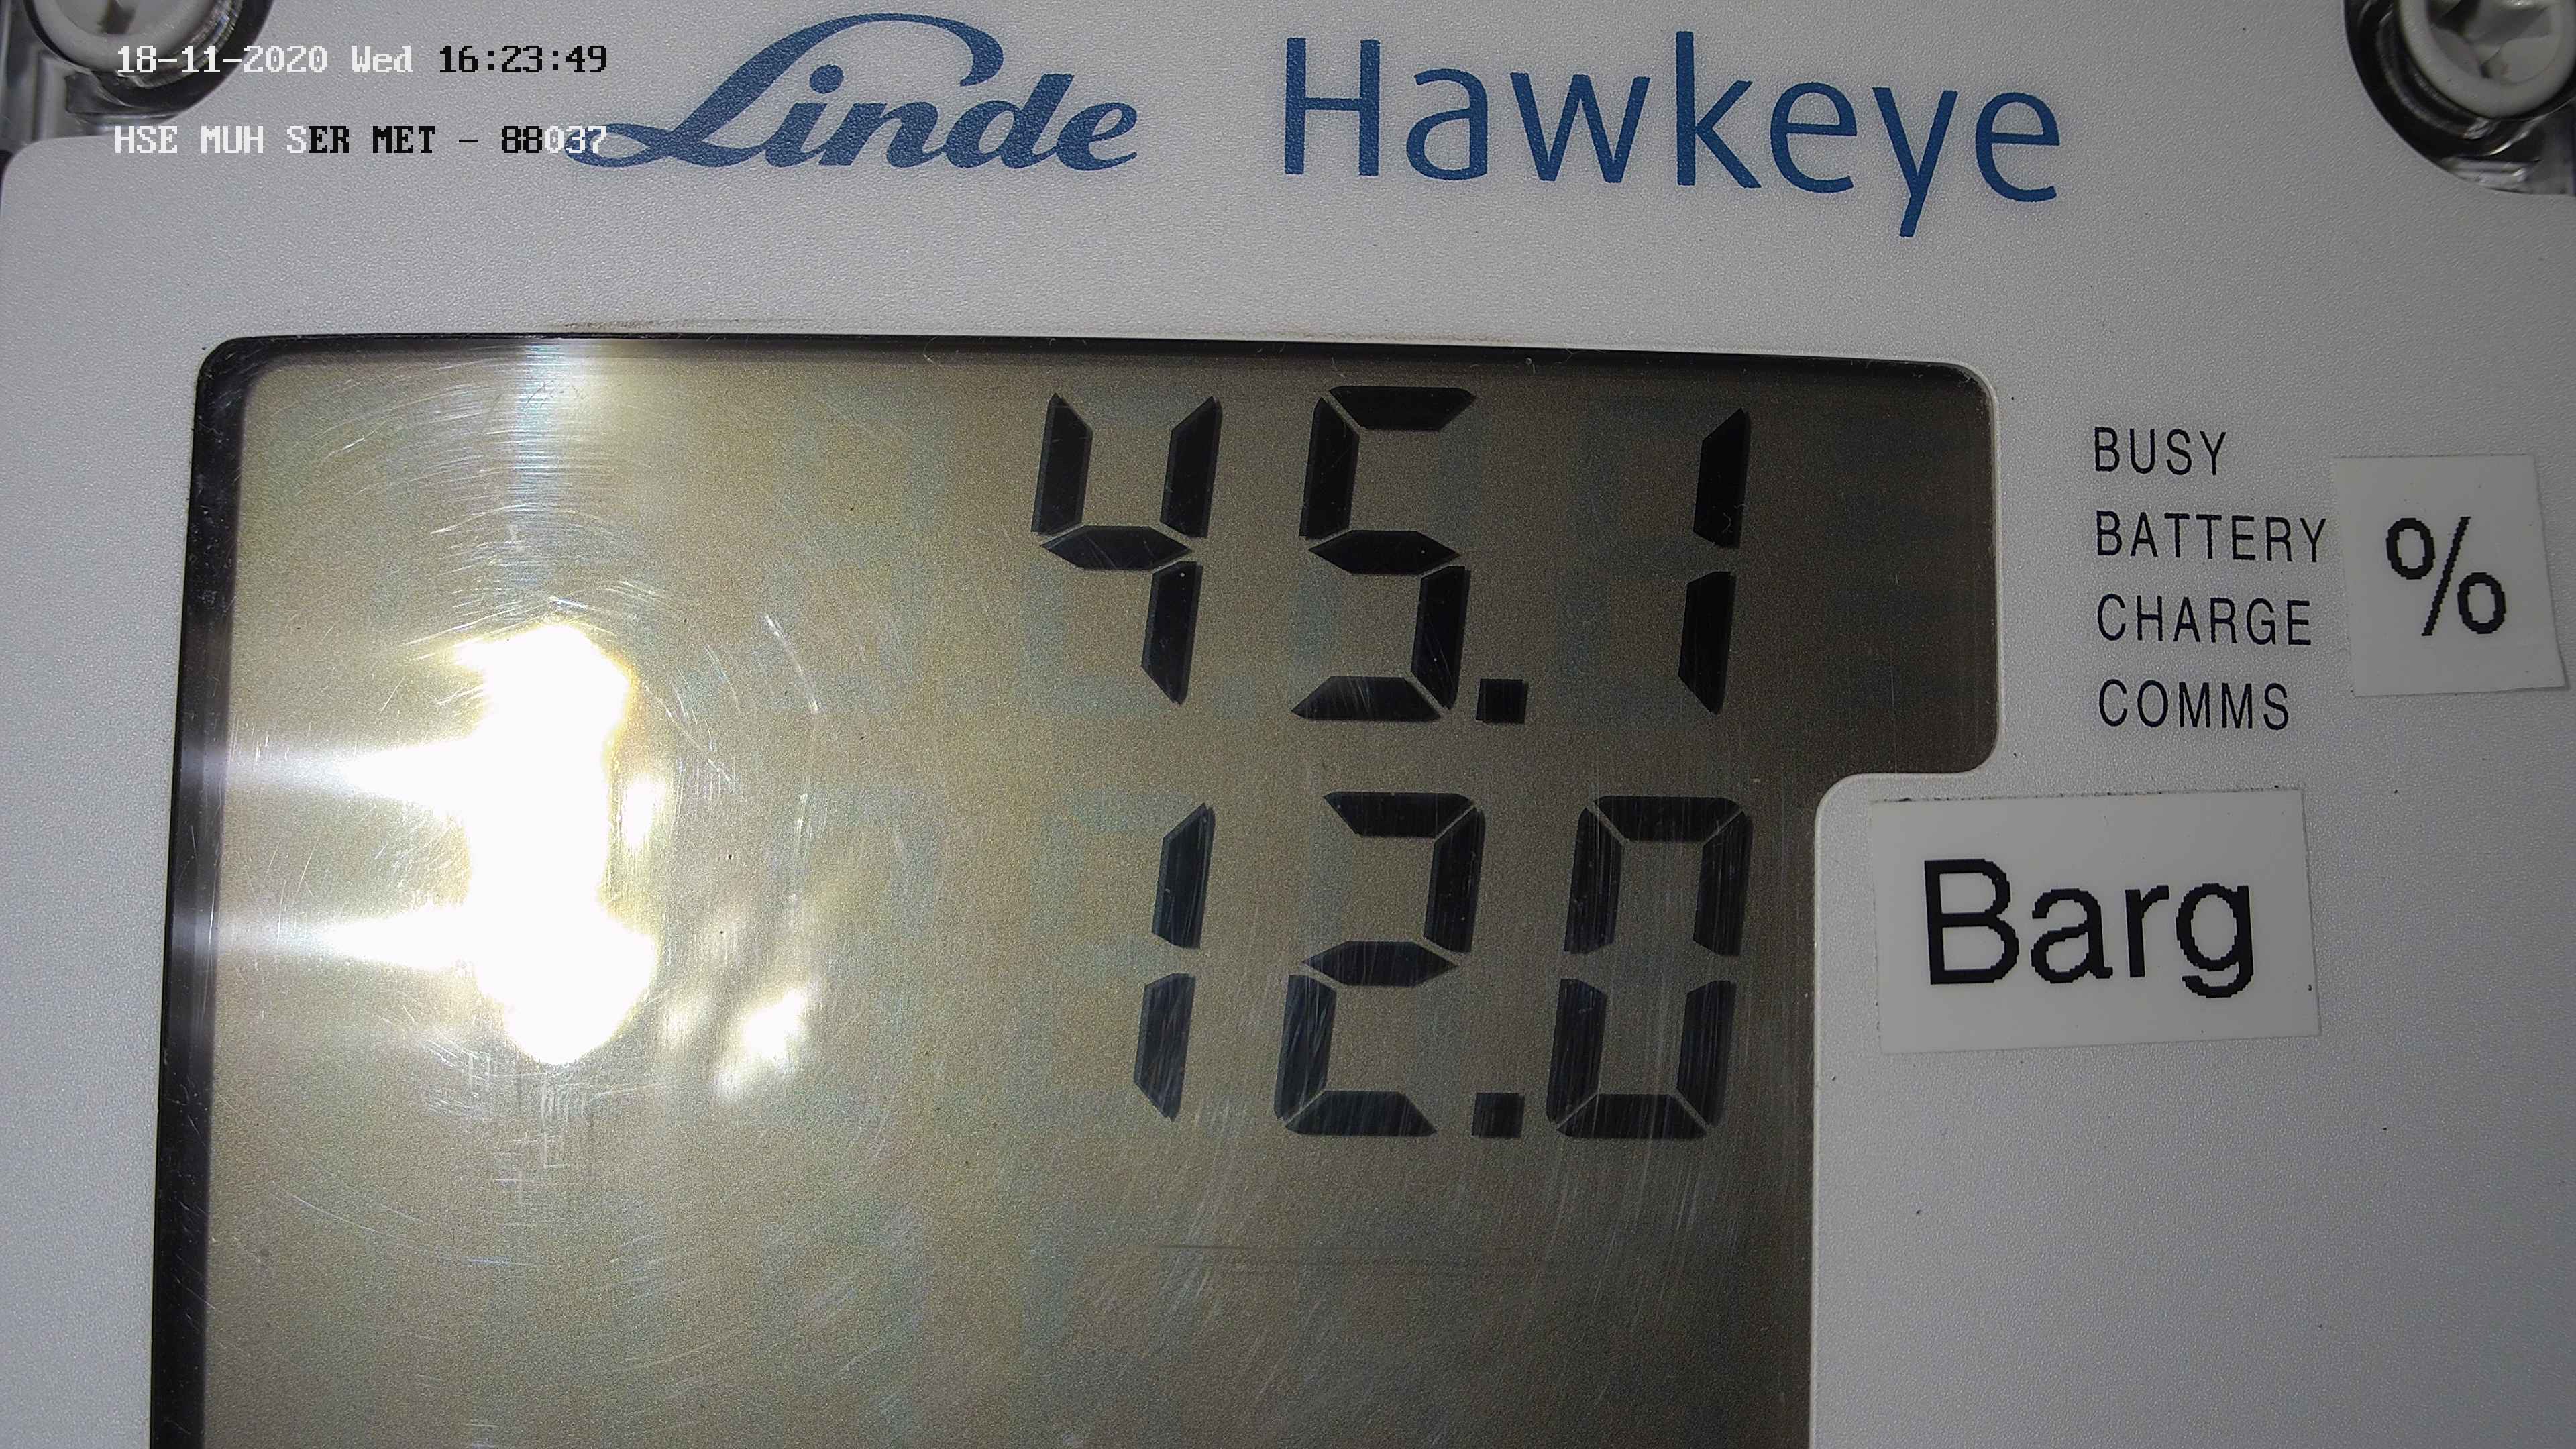 18-11-2020 Wed 16:23:49
HSE MUH SER MET - 88037
Linde Hawkeye
45.1
BUSY
BATTERY
CHARGE
COMMS
%
12.0
Barg